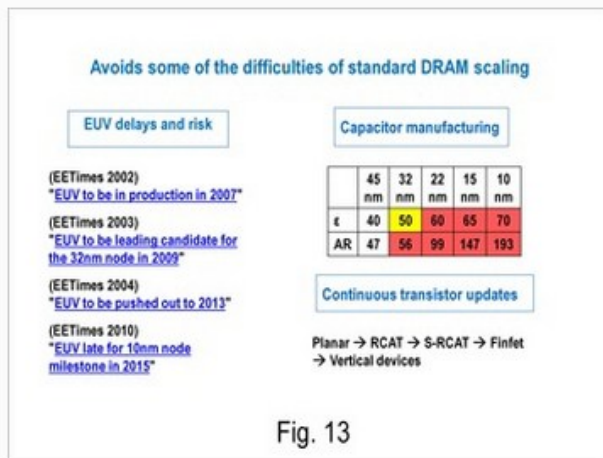 Avoids some of the difficulties of standard DRAM scaling
EUV delays and risk
(EETimes 2002)
"EUV to be in production in 2007"
(EETimes 2003)
"EUV to be leading candidate for
the 32nm node in 2009"
(EETimes 2004)
"EUV to be pushed out to 2013"
(EETimes 2010)
"EUV late for 10nm node
milestone in 2015"
Capacitor manufacturing
45 nm 32 nm 22 nm 15 nm 10 nm
ε 40 50 60 65 70
AR 47 56 99 147 193
Continuous transistor updates
Planar → RCAT → S-RCAT → Finfet
→ Vertical devices
Fig. 13